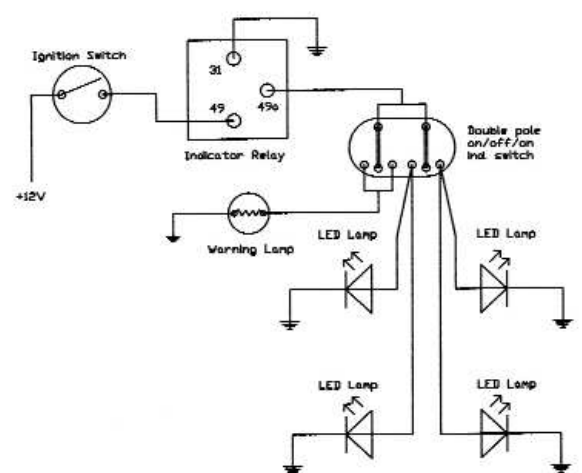 Ignition Switch
31
49
49a
Indicator Relay
Double pole
on/off/on
Ind. switch
+12V
Warning Lamp
LED Lamp
LED Lamp
LED Lamp
LED Lamp